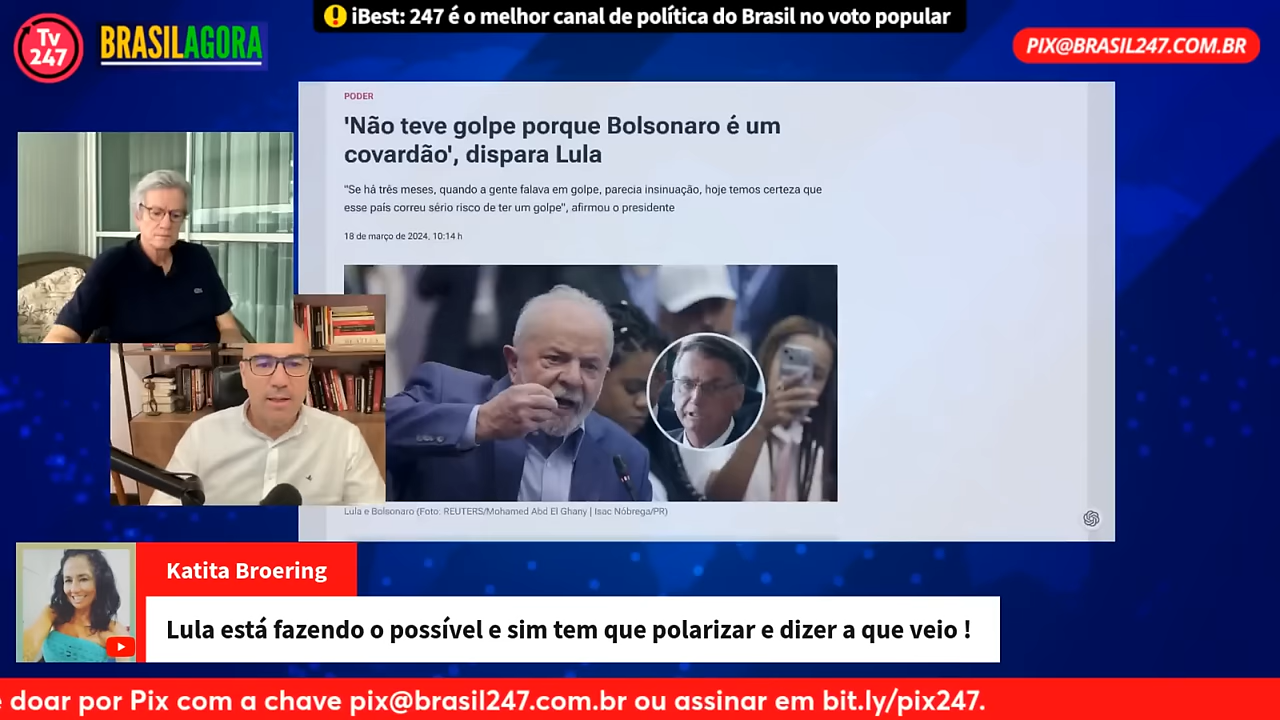 iBest: 247 é o melhor canal de política do Brasil no voto popular
Tv
247
BRASILAGORA
PIX@BRASIL247.COM.BR
PODER
'Não teve golpe porque Bolsonaro é um
covardão', dispara Lula
"Se há três meses, quando a gente falava em golpe, parecia insinuação, hoje temos certeza que
esse país correu sério risco de ter um golpe", afirmou o presidente
18 de março de 2024, 10:14 h
Lula e Bolsonaro (Foto: REUTERS/Mohamed Abd El Ghany | Isac Nóbrega/PR)
Katita Broering
Lula está fazendo o possível e sim tem que polarizar e dizer a que veio !
e doar por Pix com a chave pix@brasil247.com.br ou assinar em bit.ly/pix247.